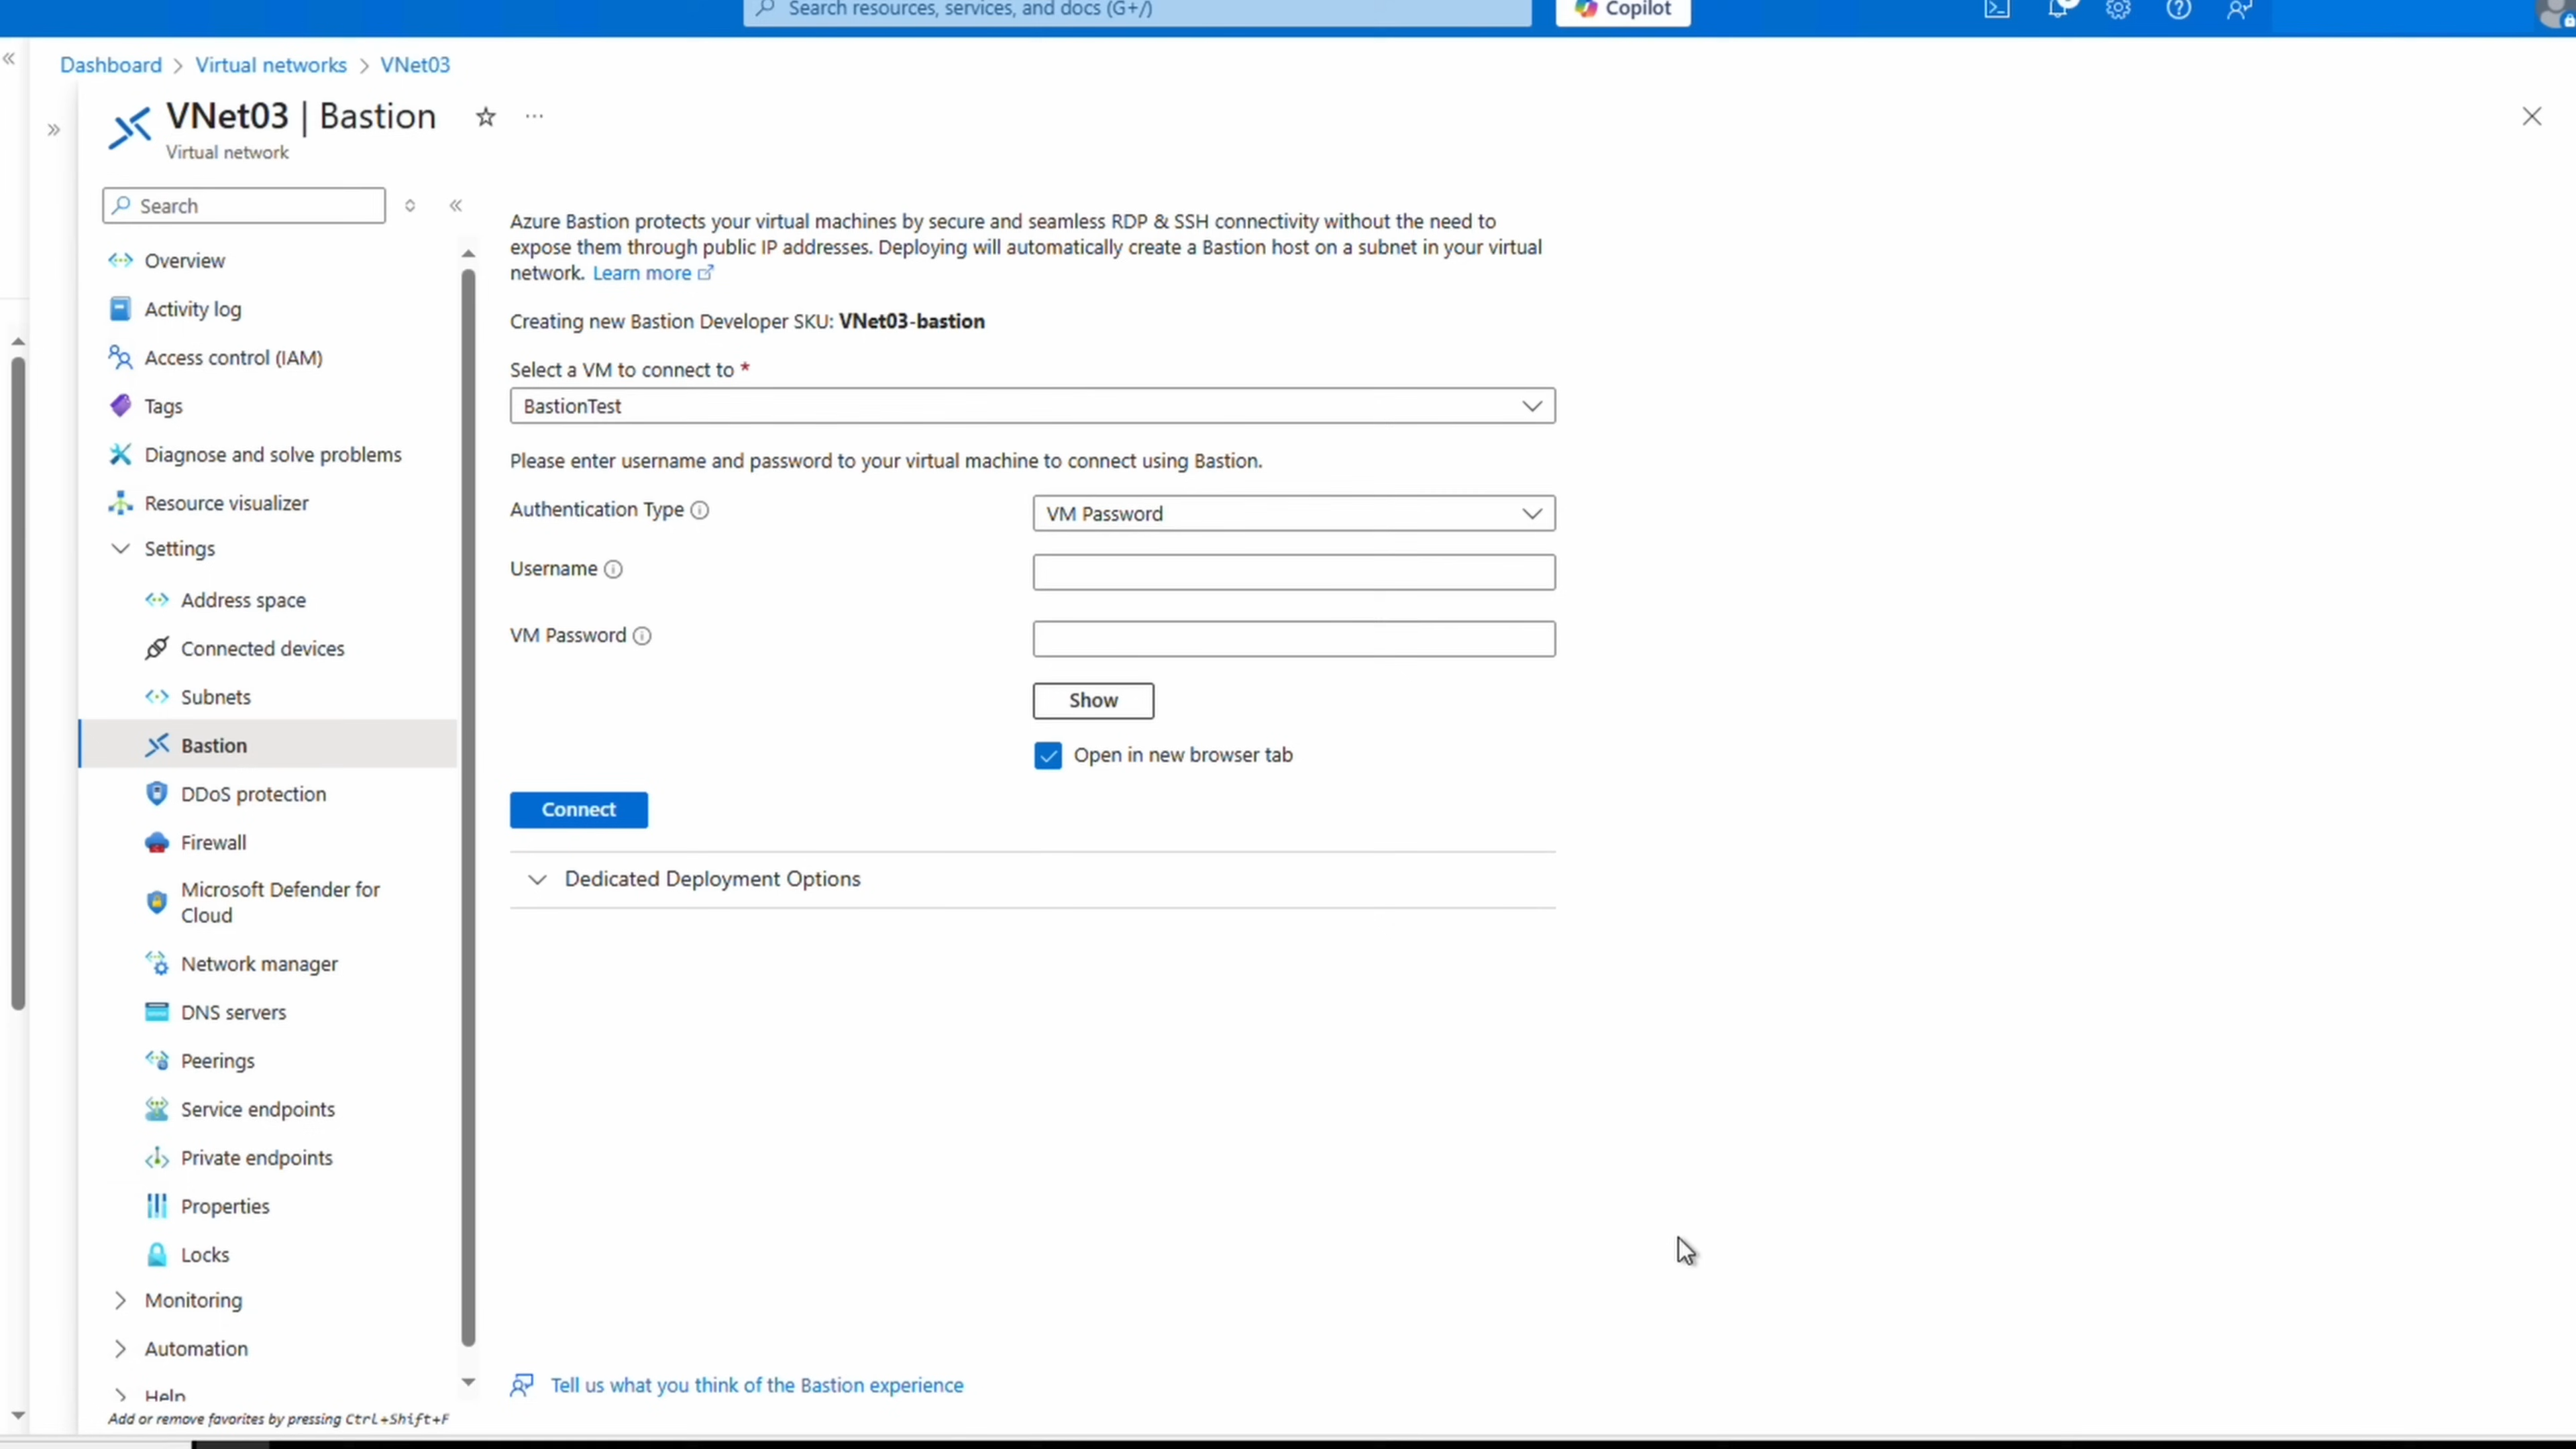 Search resources, services, and docs (G+/)
Copilot
Dashboard > Virtual networks > VNet03
VNet03 | Bastion
Virtual network
Search
Overview
Activity log
Access control (IAM)
Tags
Diagnose and solve problems
Resource visualizer
Settings
Address space
Connected devices
Subnets
Bastion
DDoS protection
Firewall
Microsoft Defender for
Cloud
Network manager
DNS servers
Peerings
Service endpoints
Private endpoints
Properties
Locks
Monitoring
Automation
Help
Add or remove favorites by pressing Ctrl+Shift+F
Azure Bastion protects your virtual machines by secure and seamless RDP & SSH connectivity without the need to
expose them through public IP addresses. Deploying will automatically create a Bastion host on a subnet in your virtual
network. Learn more
Creating new Bastion Developer SKU: VNet03-bastion
Select a VM to connect to *
BastionTest
Please enter username and password to your virtual machine to connect using Bastion.
Authentication Type
VM Password
Username
VM Password
Show
Open in new browser tab
Connect
Dedicated Deployment Options
Tell us what you think of the Bastion experience